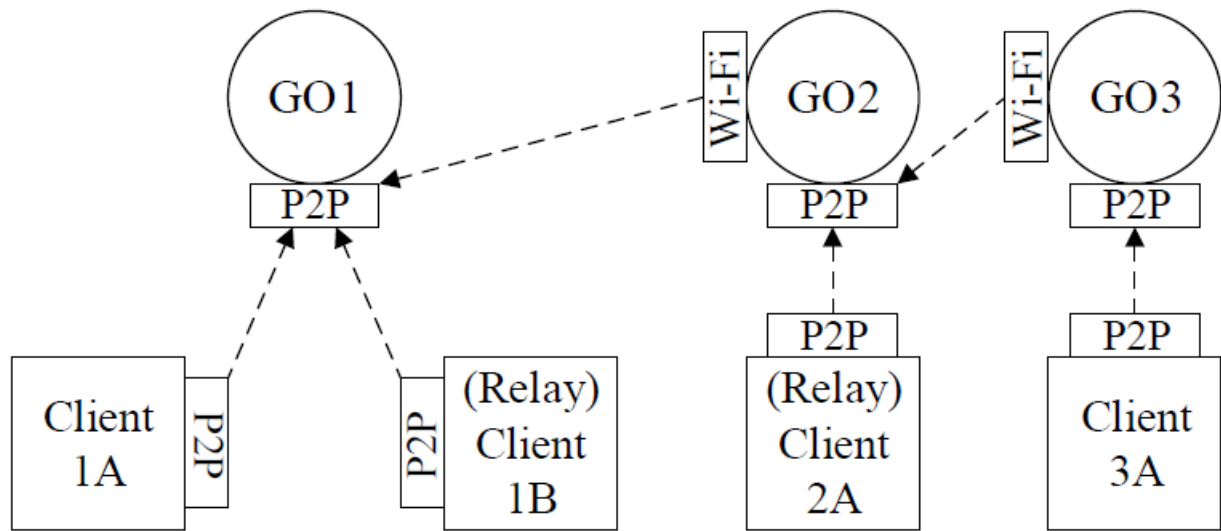 GO1
Wi-Fi
GO2
Wi-Fi
GO3
P2P
P2P
P2P
P2P
P2P
Client
1A
P2P
P2P
(Relay)
Client
1B
(Relay)
Client
2A
Client
3A